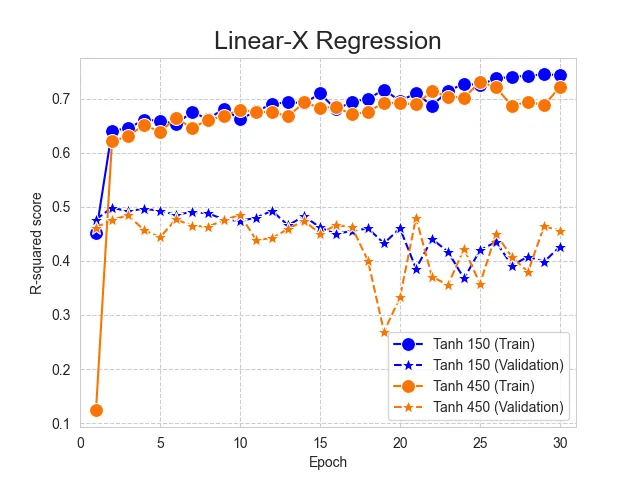 Linear-X Regression
R-squared score
0.7
0.6
0.5
0.4
0.3
0.2
0.1
0 5 10 15 20 25 30
Epoch
Tanh 150 (Train)
Tanh 150 (Validation)
Tanh 450 (Train)
Tanh 450 (Validation)